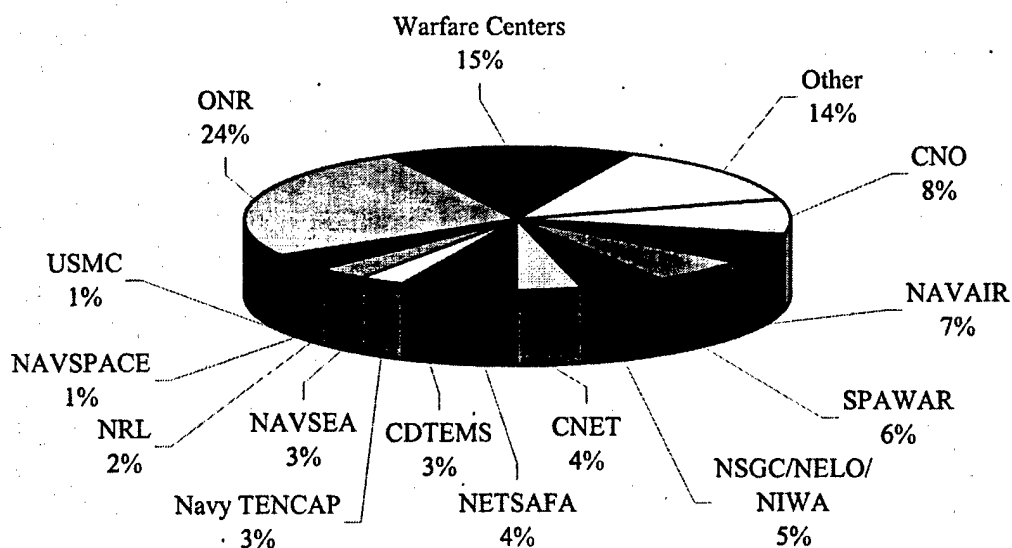 Warfare Centers
15%
Other
14%
ONR
24%
CNO
8%
USMC
1%
NAVAIR
7%
NAVSPACE
1%
SPAWAR
6%
NRL
2%
NAVSEA
3%
CDTEMS
3%
CNET
4%
NSGC/NELO/
NIWA
5%
Navy TENCAP
3%
NETSAFA
4%